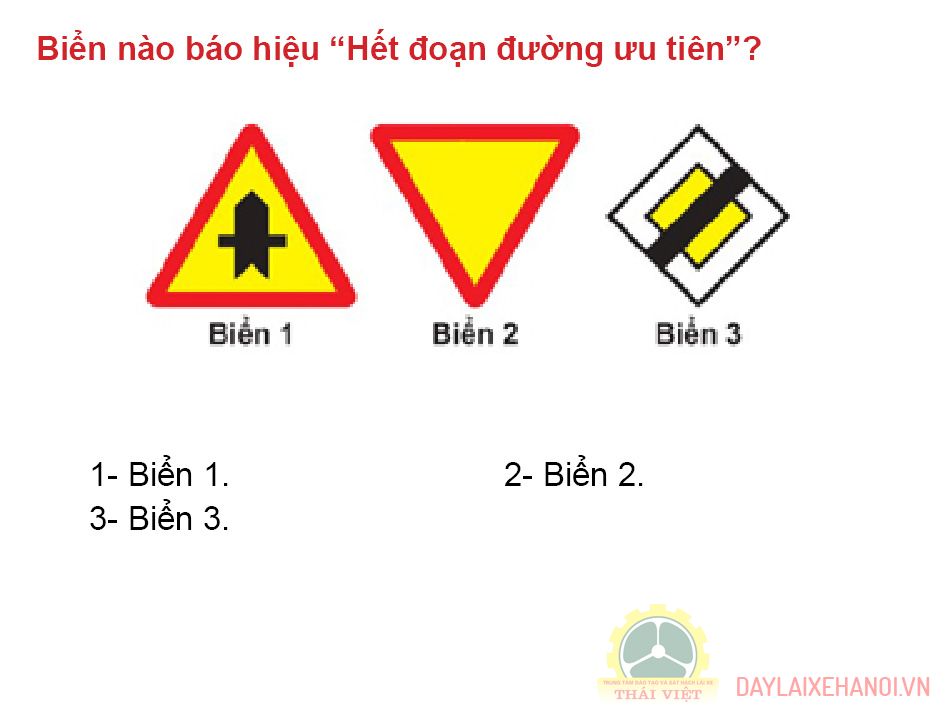 Biển nào báo hiệu “Hết đoạn đường ưu tiên”?
Biển 1 Biển 2 Biển 3
1- Biển 1. 2- Biển 2.
3- Biển 3.
TRUNG TÂM ĐÀO TẠO VÀ SÁT HẠCH LÁI XE
THÁI VIỆT
DAYLAIXEHANOI.VN